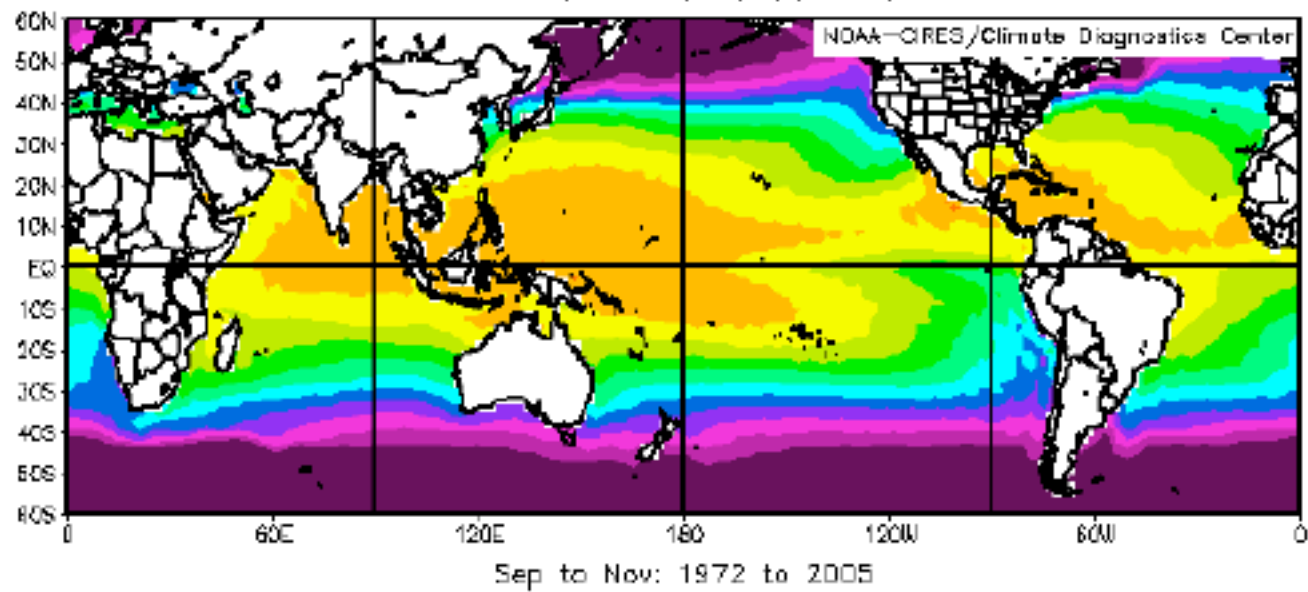 60N
NOAA-CIRES/Climate Diagnostics Center
50N
40N
30N
20N
10N
EQ
10S
20S
30S
40S
50S
60S
0 60E 120E 180 120W 60W 0
Sep to Nov: 1972 to 2005